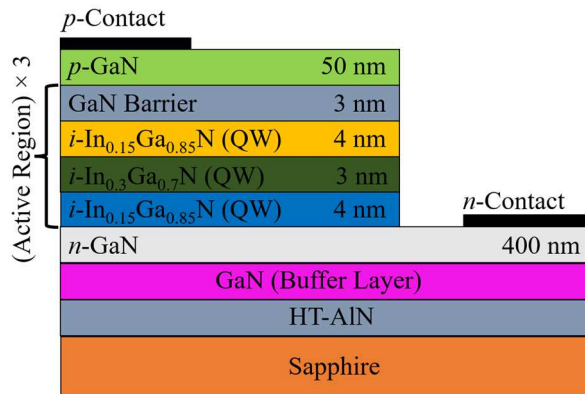 p-Contact
p-GaN 50 nm
GaN Barrier 3 nm
i-In₀.₁₅Ga₀.₈₅N (QW) 4 nm
i-In₀.₃Ga₀.₇N (QW) 3 nm
i-In₀.₁₅Ga₀.₈₅N (QW) 4 nm
(Active Region) × 3
n-Contact
n-GaN 400 nm
GaN (Buffer Layer)
HT-AlN
Sapphire